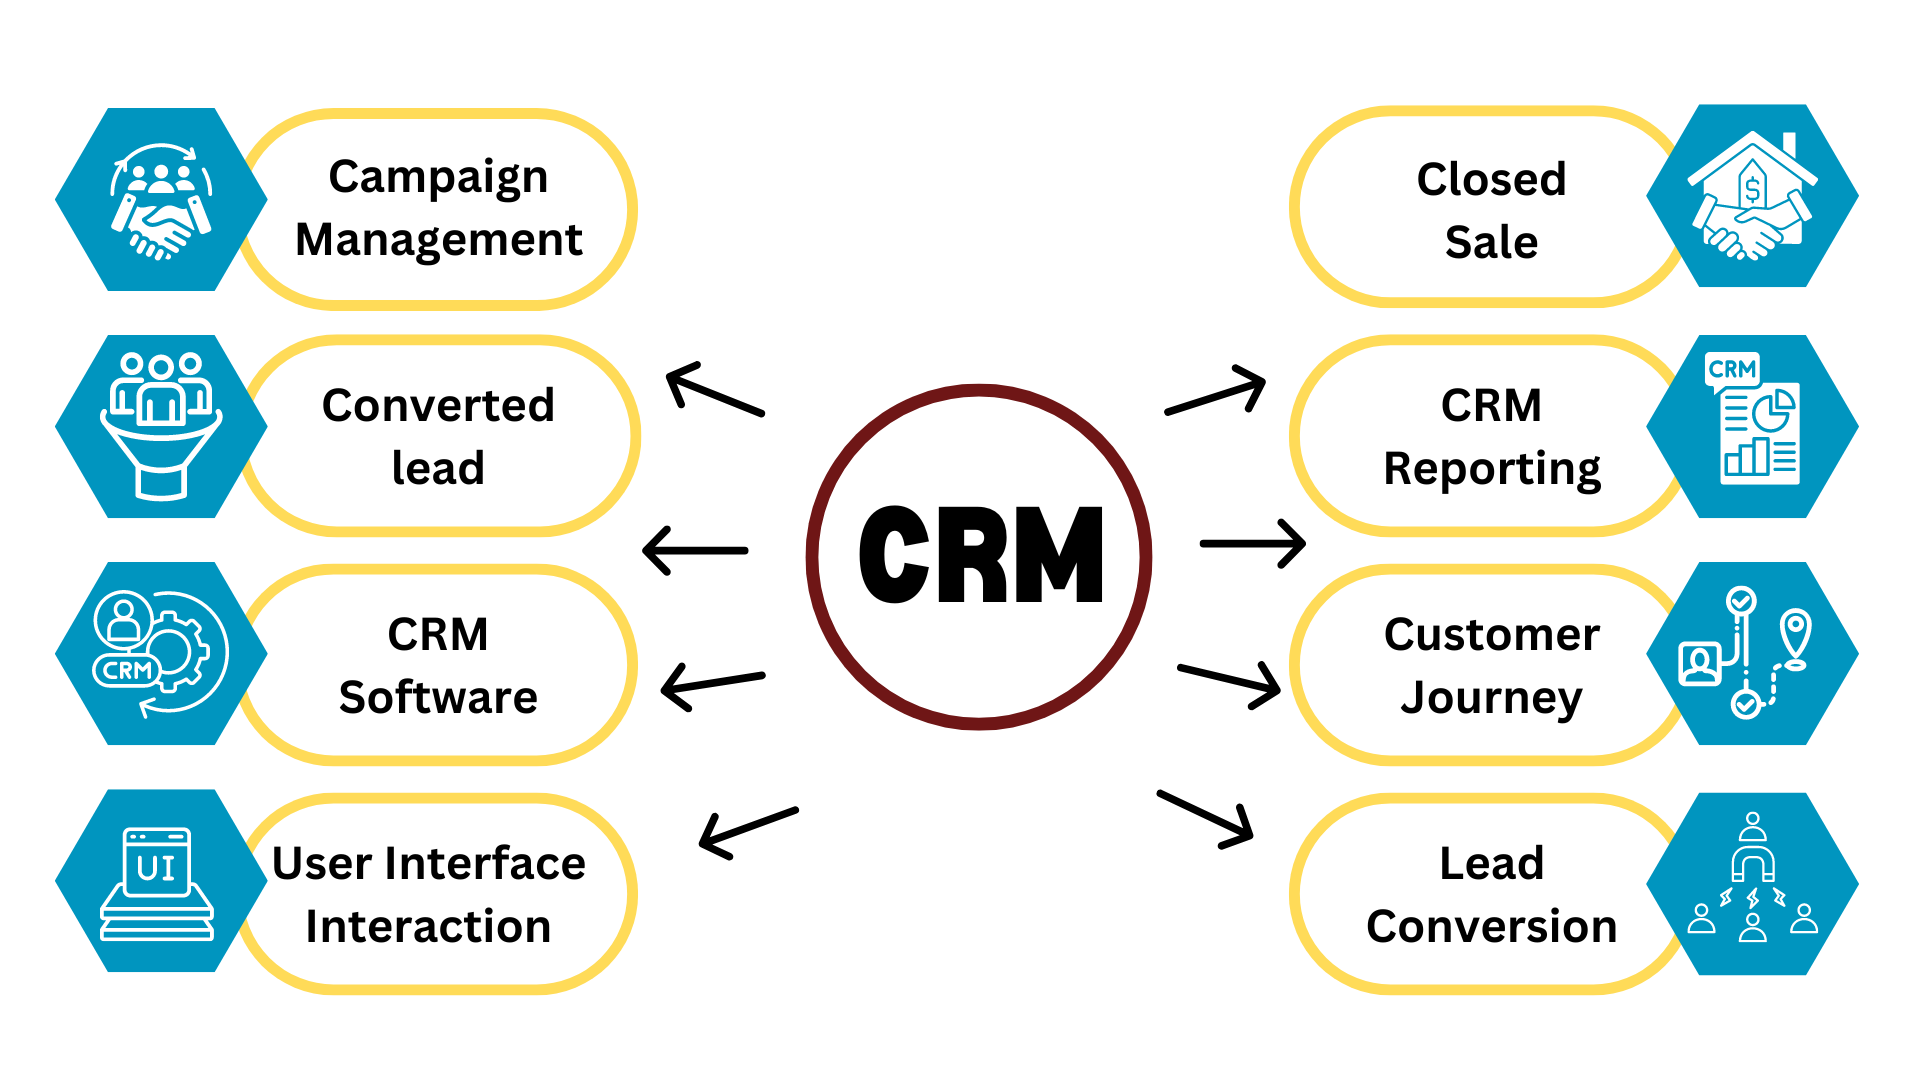 Campaign
Management
Converted
lead
CRM
CRM
Software
UI
User Interface
Interaction
CRM
Closed
Sale
$
CRM
CRM
Reporting
Customer
Journey
Lead
Conversion